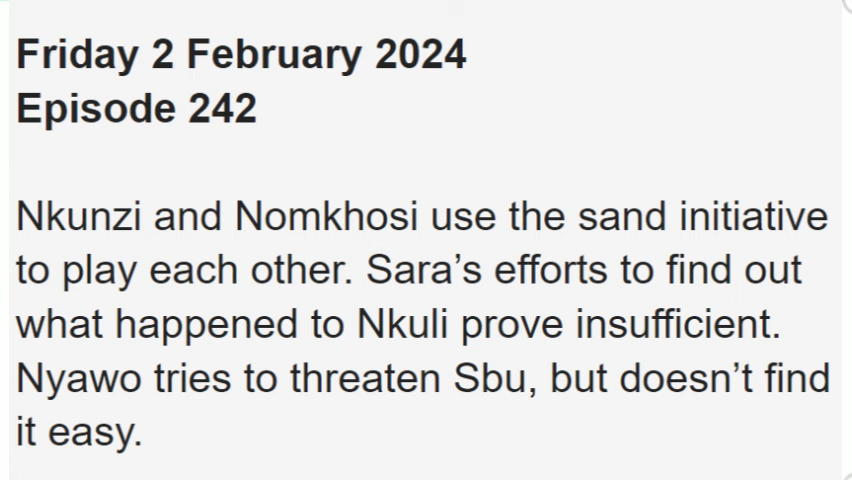 Friday 2 February 2024
Episode 242
Nkunzi and Nomkhosi use the sand initiative
to play each other. Sara’s efforts to find out
what happened to Nkuli prove insufficient.
Nyawo tries to threaten Sbu, but doesn’t find
it easy.